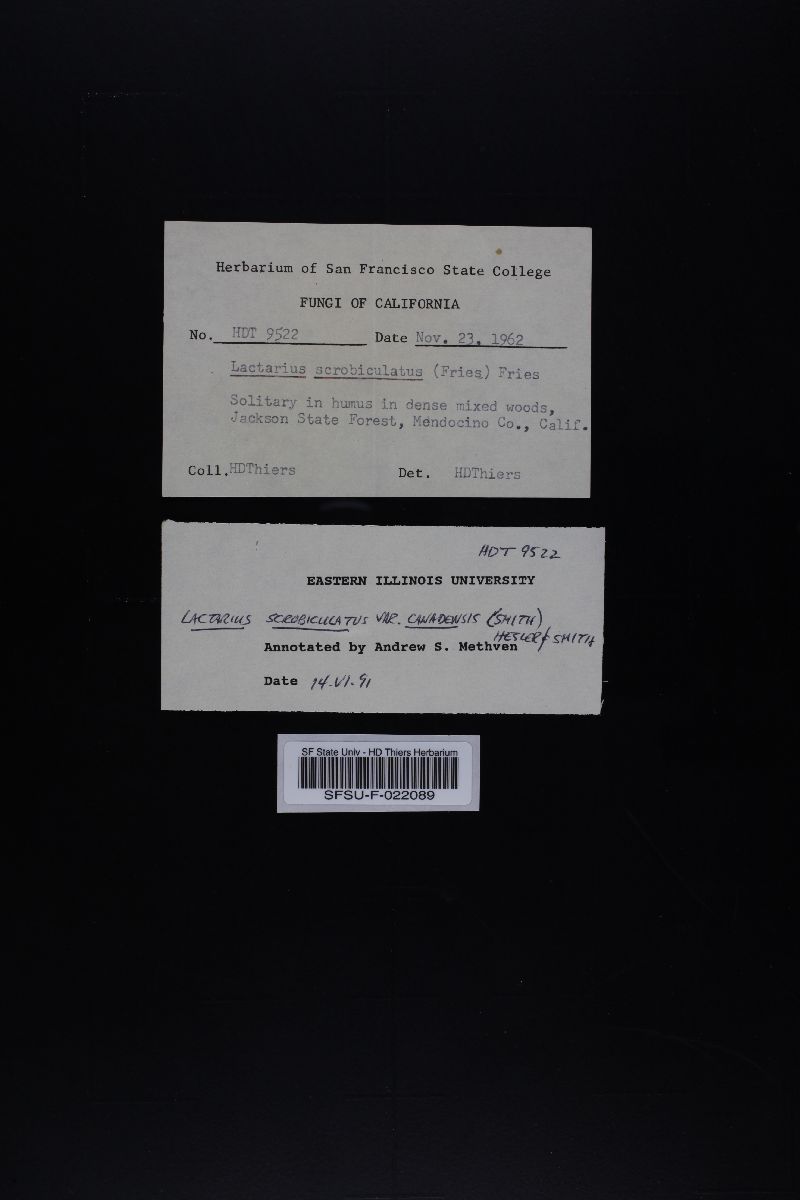 Herbarium of San Francisco State College
FUNGI OF CALIFORNIA
No. HDT 9522 Date Nov. 23, 1962
Lactarius scrobiculatus (Fries) Fries
Solitary in humus in dense mixed woods,
Jackson State Forest, Mendocino Co., Calif.
Coll. HDThiers Det. HDThiers
HDT 9522
EASTERN ILLINOIS UNIVERSITY
LACTARIUS SCROBICULATUS VAR. CANADENSIS (SMITH)
HESLER & SMITH
Annotated by Andrew S. Methven
Date 14-VI-91
SF State Univ - HD Thiers Herbarium
SFSU-F-022089